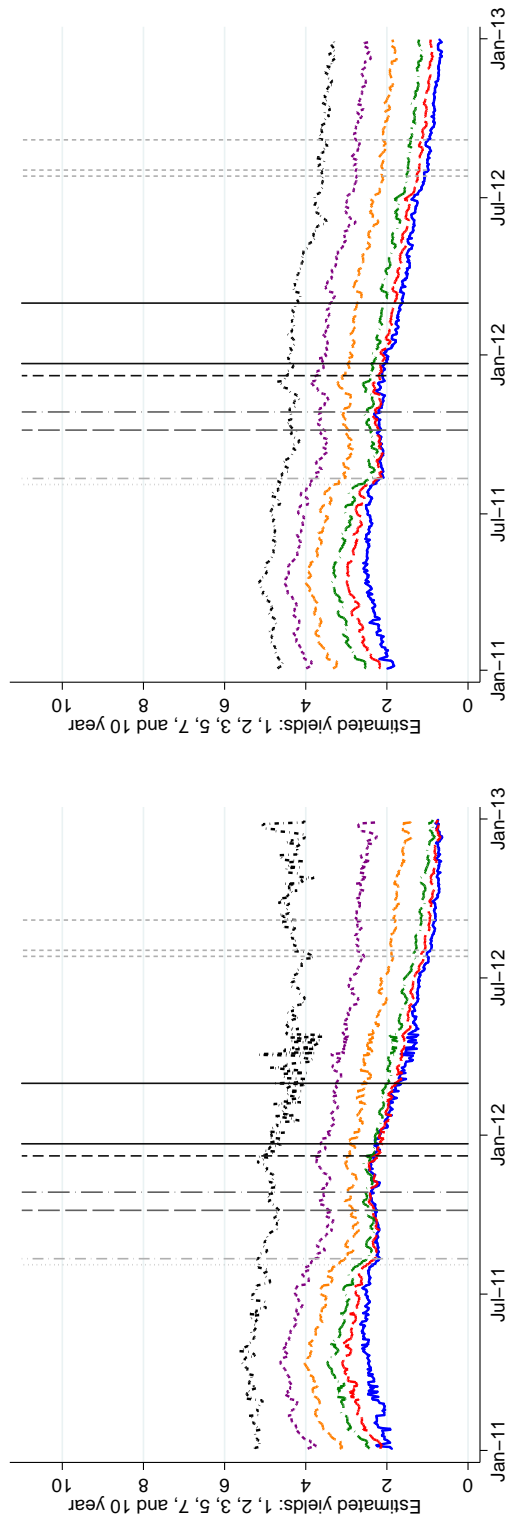 Estimated yields: 1, 2, 3, 5, 7, and 10 year
0
2
4
6
8
10
Jan–11
Jul–11
Jan–12
Jul–12
Jan–13
Estimated yields: 1, 2, 3, 5, 7, and 10 year
0
2
4
6
8
10
Jan–11
Jul–11
Jan–12
Jul–12
Jan–13